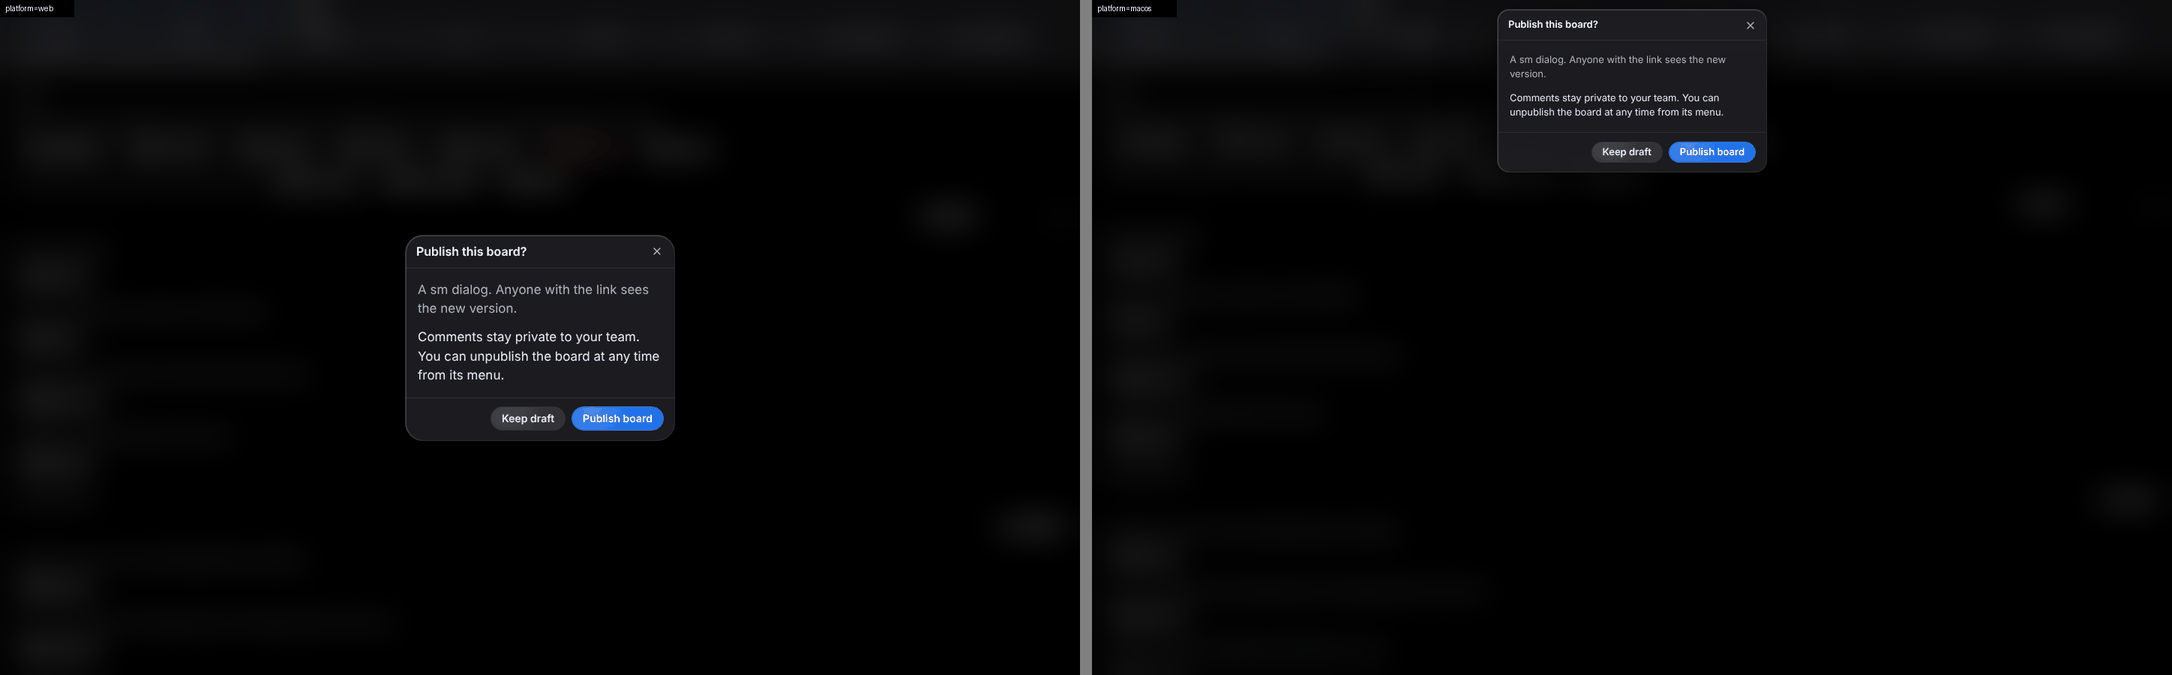 platform=web
Publish this board?
×
A sm dialog. Anyone with the link sees
the new version.
Comments stay private to your team.
You can unpublish the board at any time
from its menu.
Keep draft
Publish board
platform=macos
Publish this board?
×
A sm dialog. Anyone with the link sees the new
version.
Comments stay private to your team. You can
unpublish the board at any time from its menu.
Keep draft
Publish board